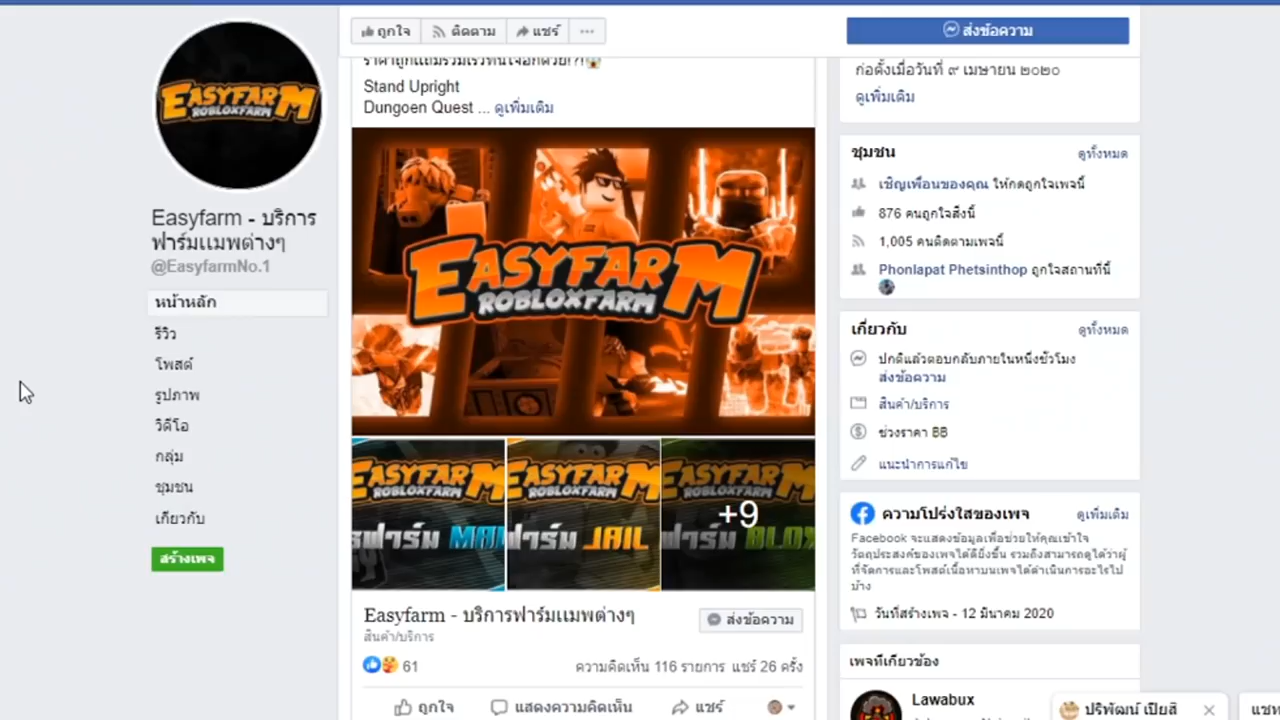 EASYFARM
ROBLOXFARM
Easyfarm - บริการ
ฟาร์มแมพต่างๆ
@EasyfarmNo.1
หน้าหลัก
รีวิว
โพสต์
รูปภาพ
วิดีโอ
กลุ่ม
ชุมชน
เกี่ยวกับ
สร้างเพจ
ถูกใจ
ติดตาม
แชร์
...
ส่งข้อความ
Stand Upright
Dungoen Quest ... ดูเพิ่มเติม
EASYFARM
ROBLOXFARM
EASYFARM
ROBLOXFARM
ฟาร์ม
EASYFARM
ROBLOXFARM
ฟาร์ม JAIL
EASYFARM
ROBLOXFARM
+9
ฟาร์ม BLOX
Easyfarm - บริการฟาร์มแมพต่างๆ
สินค้า/บริการ
ส่งข้อความ
61
ความคิดเห็น 116 รายการ แชร์ 26 ครั้ง
ถูกใจ
แสดงความคิดเห็น
แชร์
ก่อตั้งเมื่อวันที่ ๙ เมษายน ๒๐๒๐
ดูเพิ่มเติม
ชุมชน
ดูทั้งหมด
เชิญเพื่อนของคุณ ให้กดถูกใจเพจนี้
876 คนถูกใจสิ่งนี้
1,005 คนติดตามเพจนี้
Phonlapat Phetsinthop ถูกใจสถานที่นี้
เกี่ยวกับ
ดูทั้งหมด
ปกติแล้วตอบกลับภายในหนึ่งชั่วโมง
ส่งข้อความ
สินค้า/บริการ
ช่วงราคา ฿฿
แนะนำการแก้ไข
ความโปร่งใสของเพจ
ดูเพิ่มเติม
Facebook จะแสดงข้อมูลเพื่อช่วยให้คุณเข้าใจ
วัตถุประสงค์ของเพจได้ดียิ่งขึ้น รวมถึงสามารถดูได้ว่าผู้
ที่จัดการและโพสต์เนื้อหาบนเพจได้ดำเนินการอะไรไป
บ้าง
วันที่สร้างเพจ - 12 มีนาคม 2020
เพจที่เกี่ยวข้อง
Lawabux
ปริพัฒน์ เปียสี
แชท